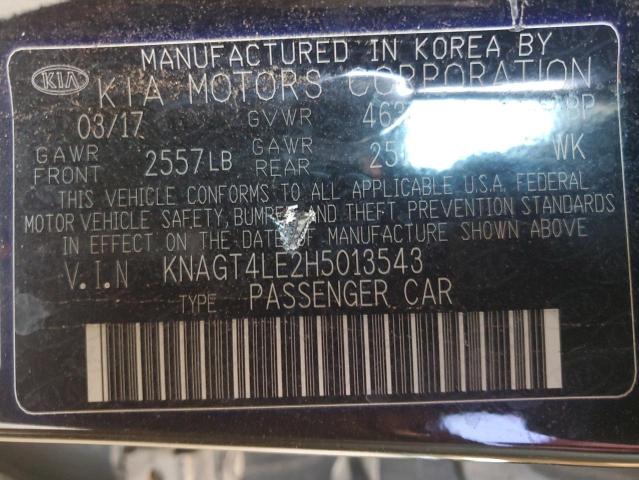 MANUFACTURED IN KOREA BY
KIA KIA MOTORS CORPORATION
03/17 GVWR
GAWR FRONT 2557LB GAWR REAR WK
THIS VEHICLE CONFORMS TO ALL APPLICABLE U.S.A. FEDERAL
MOTOR VEHICLE SAFETY, BUMPER AND THEFT PREVENTION STANDARDS
IN EFFECT ON THE DATE OF MANUFACTURE SHOWN ABOVE
V.I.N KNAGT4LE2H5013543
TYPE PASSENGER CAR